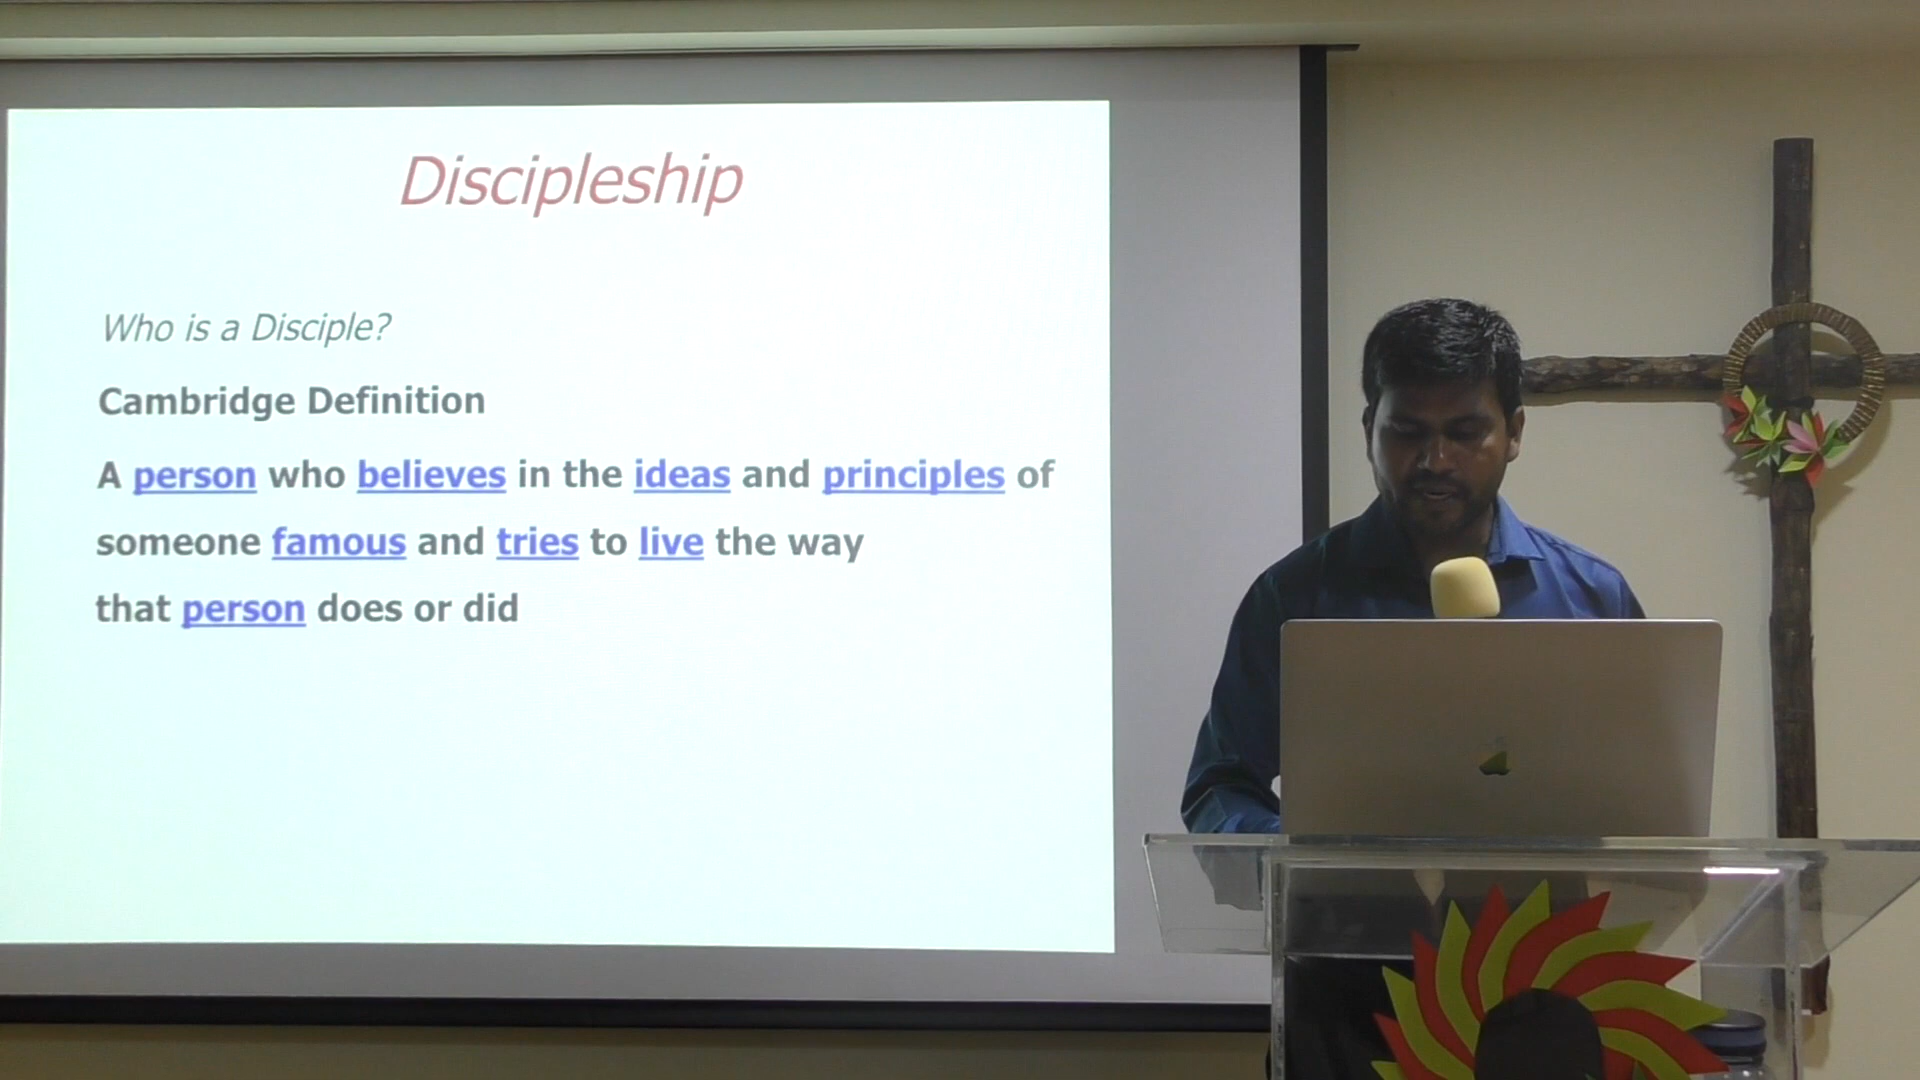 Discipleship
Who is a Disciple?
Cambridge Definition
A person who believes in the ideas and principles of
someone famous and tries to live the way
that person does or did